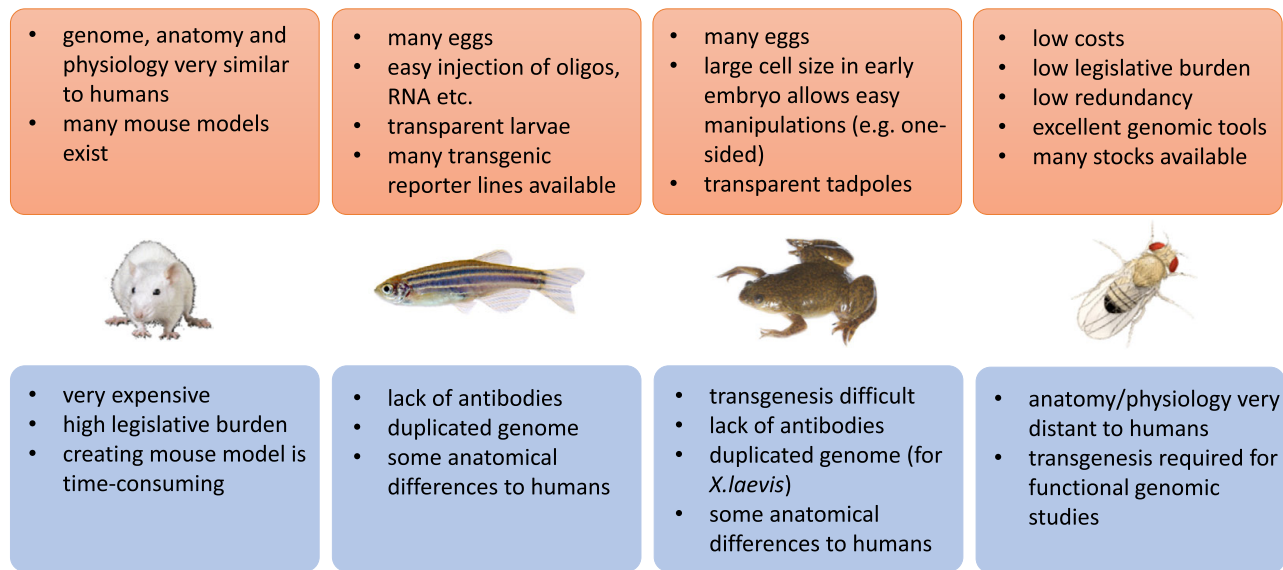 • genome, anatomy and
physiology very similar
to humans
• many mouse models
exist
• many eggs
• easy injection of oligos,
RNA etc.
• transparent larvae
• many transgenic
reporter lines available
• many eggs
• large cell size in early
embryo allows easy
manipulations (e.g. one-
sided)
• transparent tadpoles
• low costs
• low legislative burden
• low redundancy
• excellent genomic tools
• many stocks available
• very expensive
• high legislative burden
• creating mouse model is
time-consuming
• lack of antibodies
• duplicated genome
• some anatomical
differences to humans
• transgenesis difficult
• lack of antibodies
• duplicated genome (for
X.laevis)
• some anatomical
differences to humans
• anatomy/physiology very
distant to humans
• transgenesis required for
functional genomic
studies